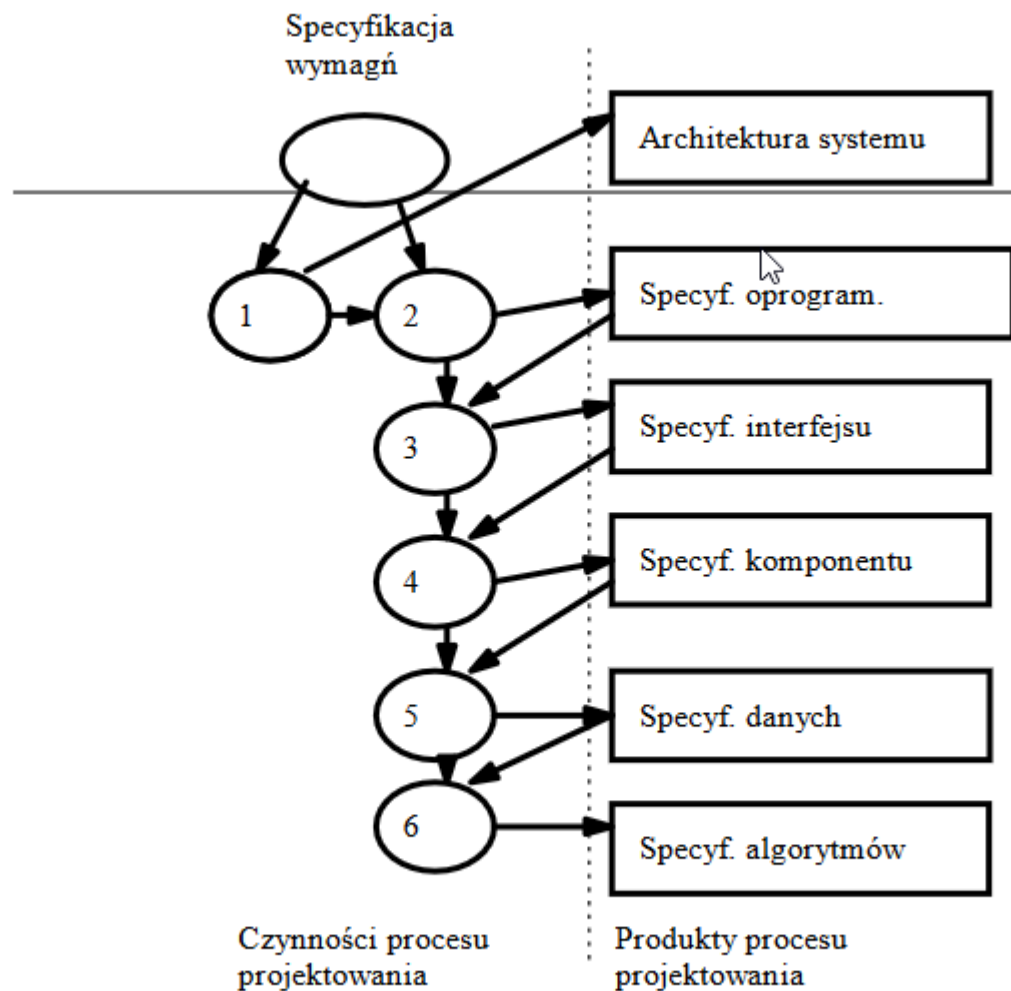 Specyfikacja
wymagń
Architektura systemu
1
2
Specyf. oprogram.
3
Specyf. interfejsu
4
Specyf. komponentu
5
Specyf. danych
6
Specyf. algorytmów
Czynności procesu
projektowania
Produkty procesu
projektowania